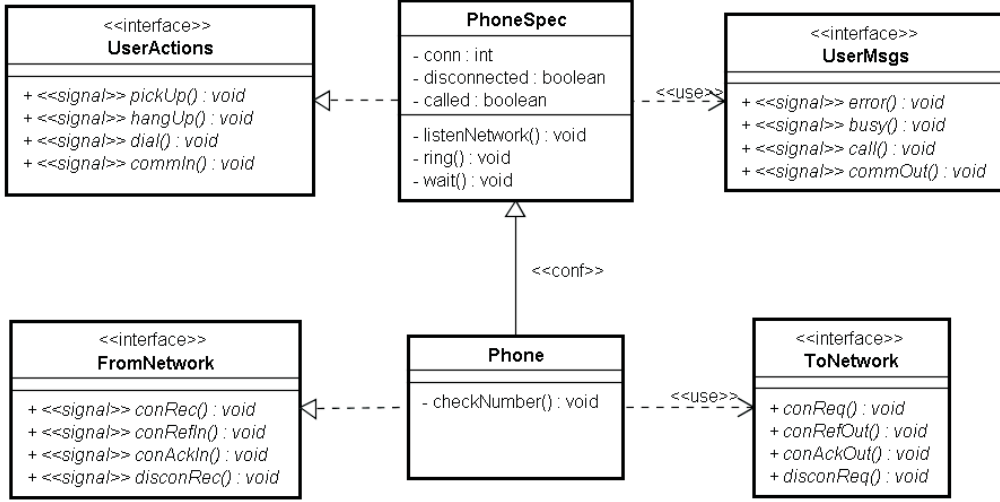 <<interface>>
UserActions
+ <<signal>> pickUp() : void
+ <<signal>> hangUp() : void
+ <<signal>> dial() : void
+ <<signal>> commIn() : void
PhoneSpec
- conn : int
- disconnected : boolean
- called : boolean
- listenNetwork() : void
- ring() : void
- wait() : void
<<use>>
<<interface>>
UserMsgs
+ <<signal>> error() : void
+ <<signal>> busy() : void
+ <<signal>> call() : void
+ <<signal>> commOut() : void
<<conf>>
<<interface>>
FromNetwork
+ <<signal>> conRec() : void
+ <<signal>> conRefIn() : void
+ <<signal>> conAckIn() : void
+ <<signal>> disconRec() : void
Phone
- checkNumber() : void
<<use>>
<<interface>>
ToNetwork
+ conReq() : void
+ conRefOut() : void
+ conAckOut() : void
+ disconReq() : void